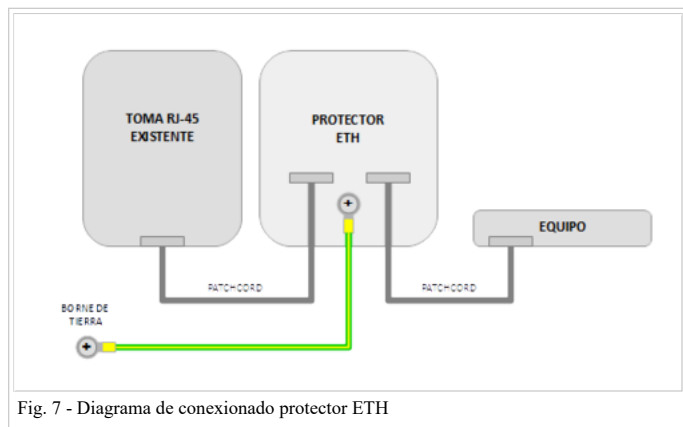 TOMA RJ-45
EXISTENTE
PROTECTOR
ETH
EQUIPO
PATCHCORD
PATCHCORD
BORNE DE
TIERRA
Fig. 7 - Diagrama de conexionado protector ETH